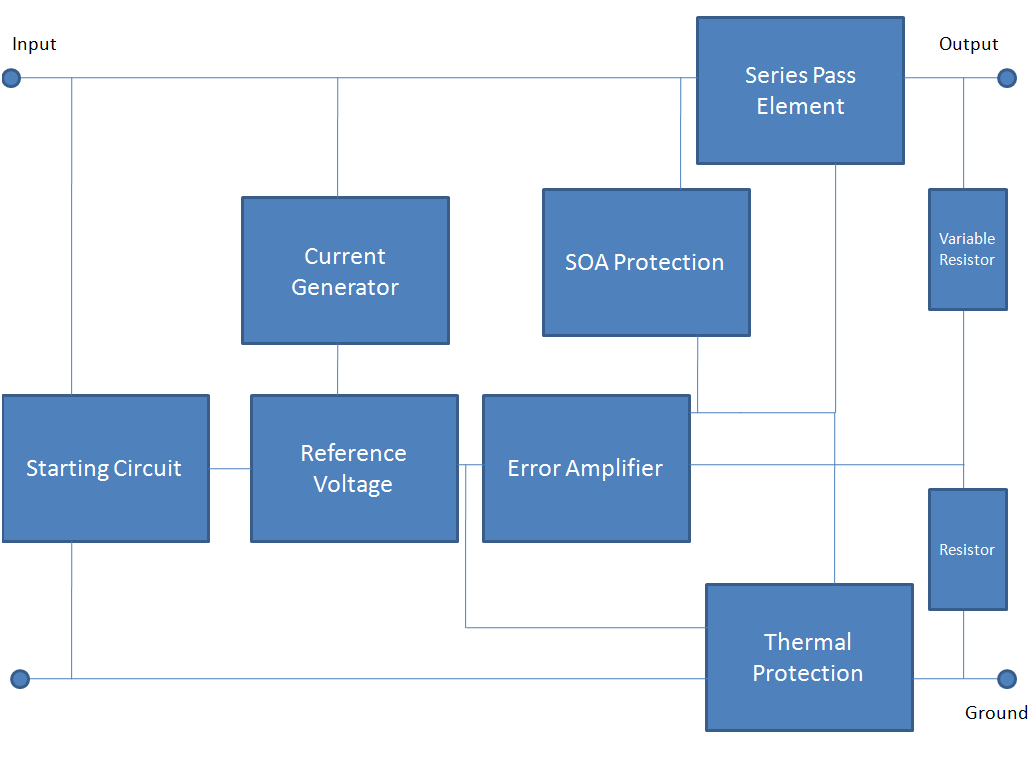 Input
Output
Series Pass
Element
Variable
Resistor
Current
Generator
SOA Protection
Starting Circuit
Reference
Voltage
Error Amplifier
Resistor
Thermal
Protection
Ground